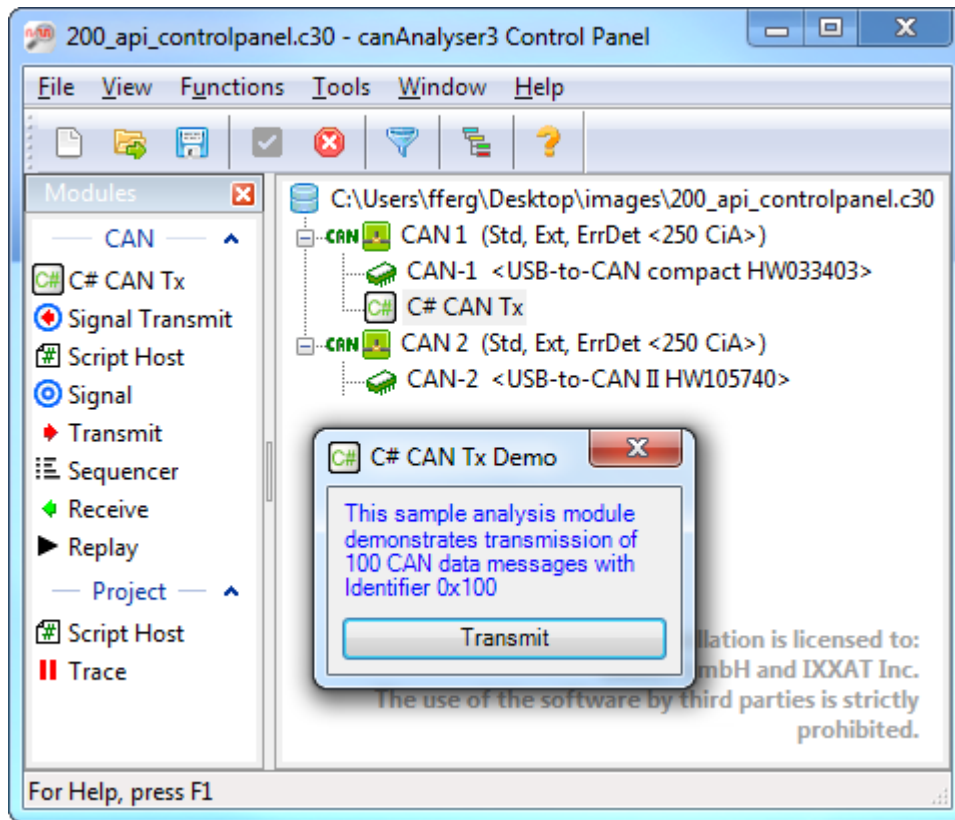 200_api_controlpanel.c30 - canAnalyser3 Control Panel
File View Functions Tools Window Help
Modules
CAN
C# C# CAN Tx
Signal Transmit
Script Host
Signal
Transmit
Sequencer
Receive
Replay
Project
Script Host
Trace
C:\Users\fferg\Desktop\images\200_api_controlpanel.c30
CAN CAN 1 (Std, Ext, ErrDet <250 CiA>)
CAN-1 <USB-to-CAN compact HW033403>
C# C# CAN Tx
CAN CAN 2 (Std, Ext, ErrDet <250 CiA>)
CAN-2 <USB-to-CAN II HW105740>
C# C# CAN Tx Demo
This sample analysis module
demonstrates transmission of
100 CAN data messages with
Identifier 0x100
Transmit
is licensed to:
and IXXAT Inc.
The use of the software by third parties is strictly
prohibited.
For Help, press F1